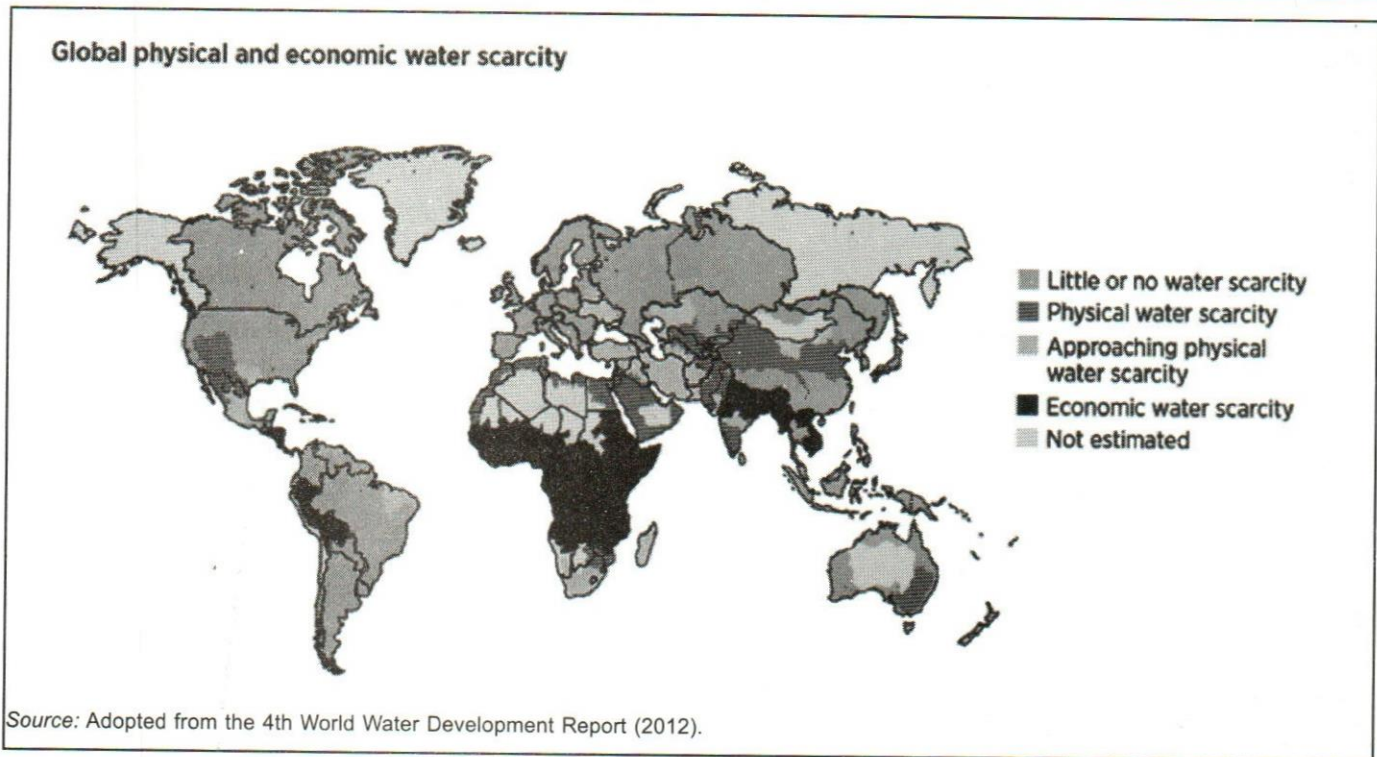 Global physical and economic water scarcity
Little or no water scarcity
Physical water scarcity
Approaching physical
water scarcity
Economic water scarcity
Not estimated
Source: Adopted from the 4th World Water Development Report (2012).